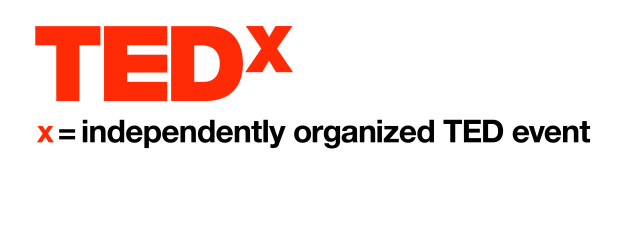 TEDx
x = independently organized TED event